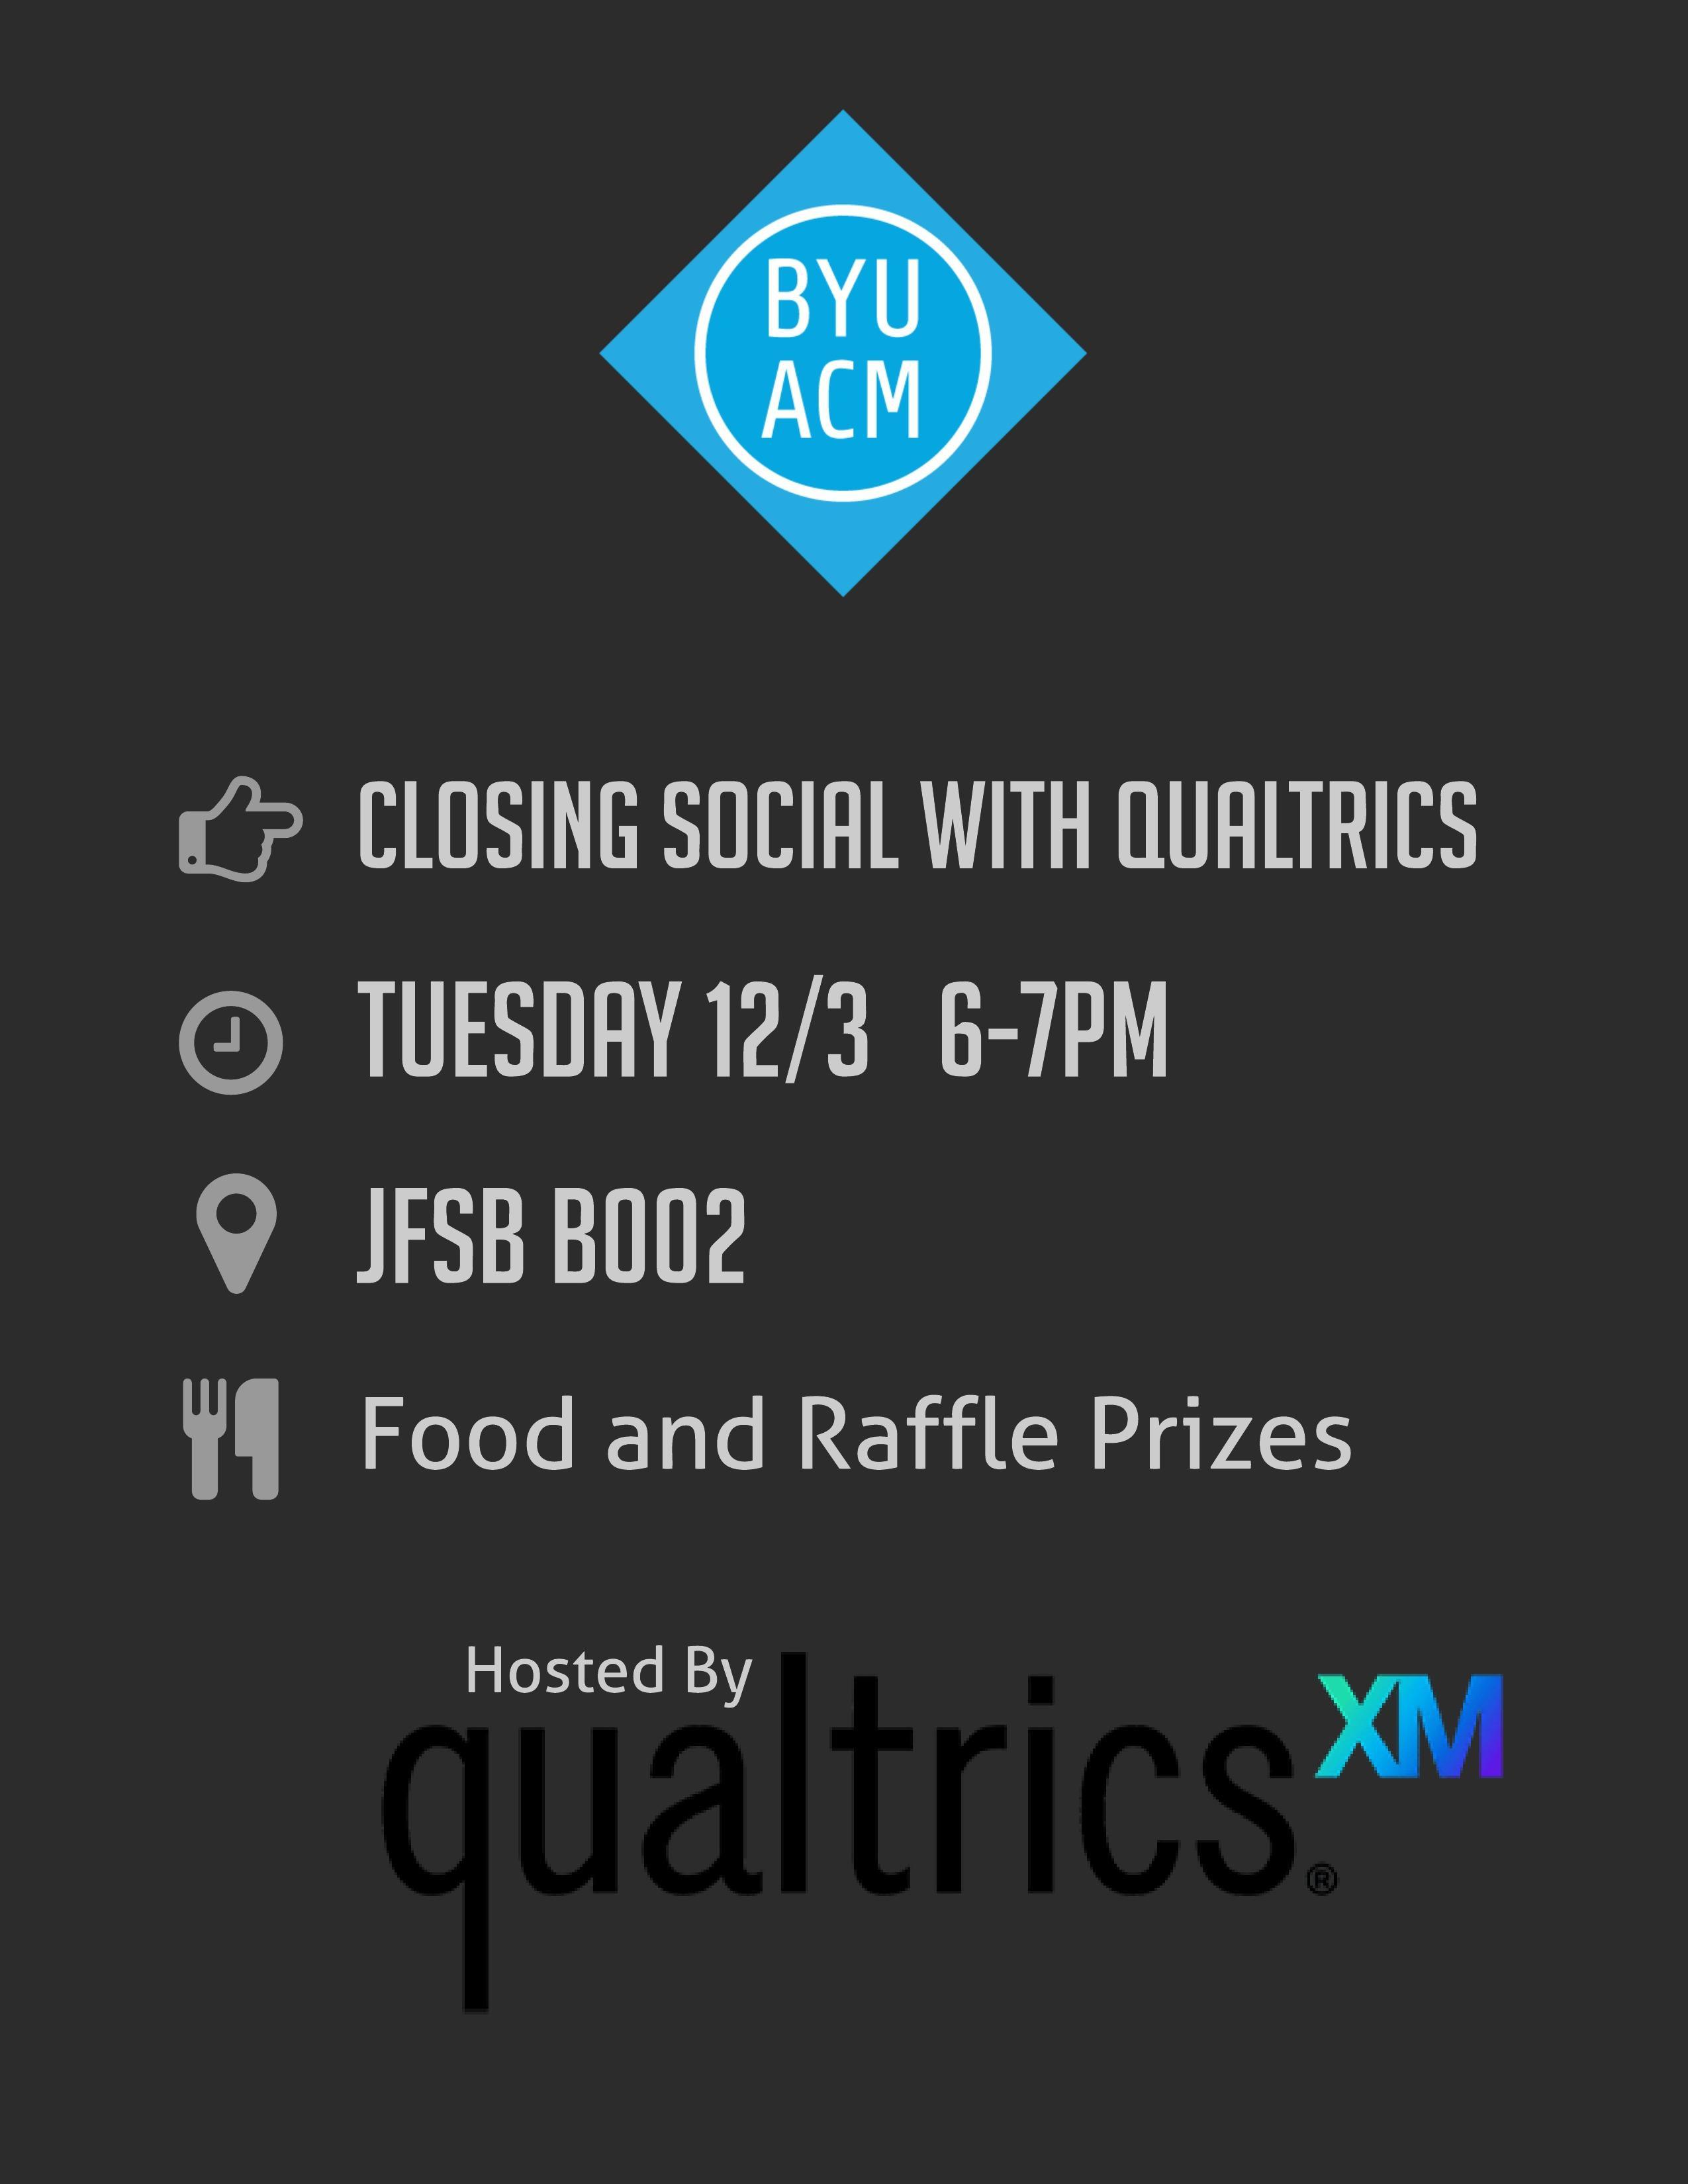 BYU
ACM
CLOSING SOCIAL WITH QUALTRICS
TUESDAY 12/3 6-7PM
JFSB B002
Food and Raffle Prizes
Hosted By
qualtrics® XM